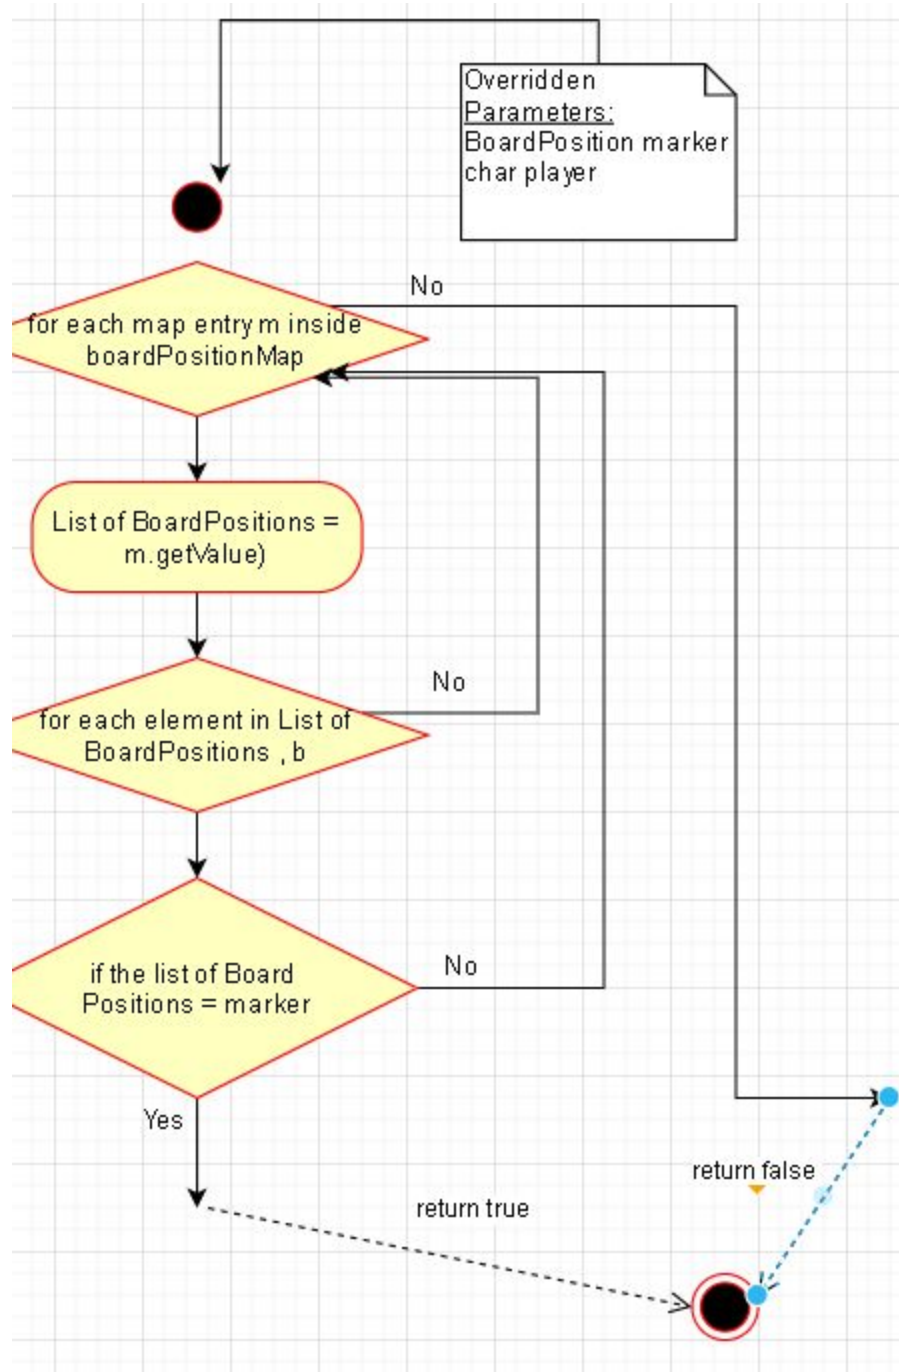 Overridden
Parameters:
BoardPosition marker
char player
No
for each map entry m inside
boardPositionMap
List of BoardPositions =
m.getValue)
No
for each element in List of
BoardPositions , b
No
if the list of Board
Positions = marker
Yes
return false
return true